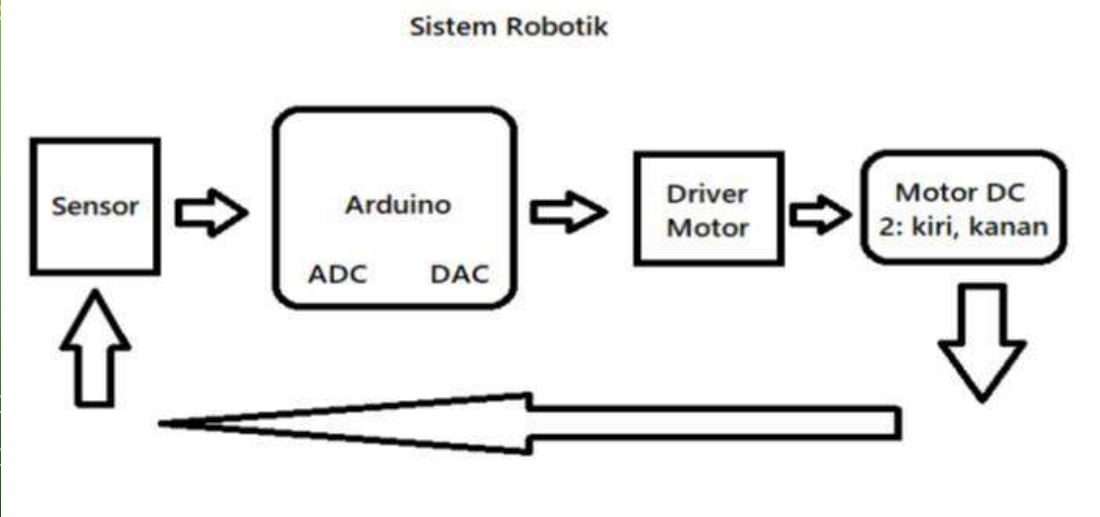 Sistem Robotik
Sensor
Arduino
ADC DAC
Driver
Motor
Motor DC
2: kiri, kanan